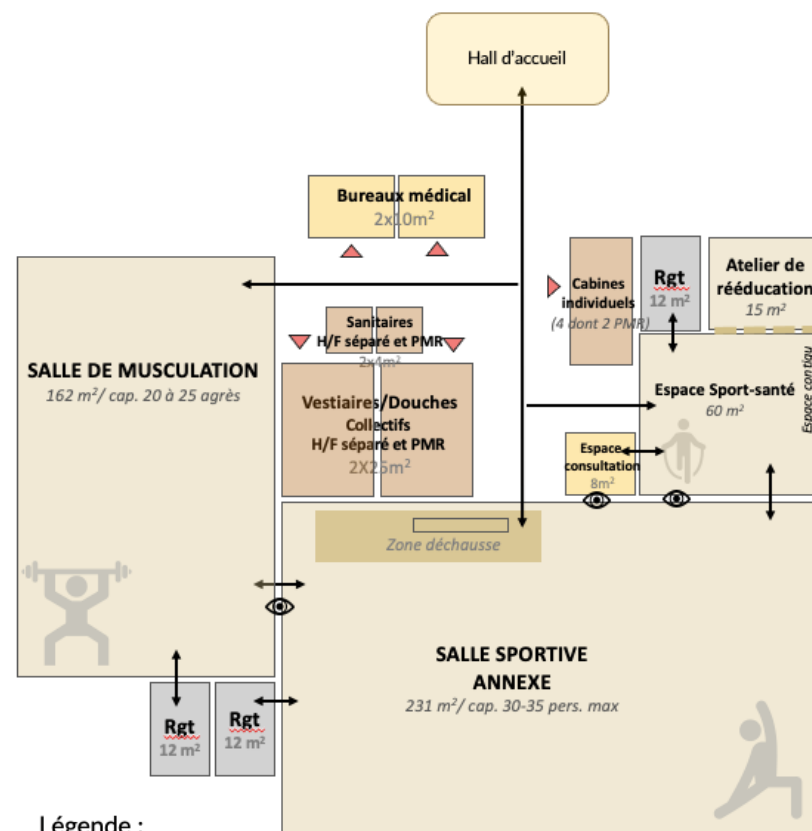 Hall d'accueil
Bureaux médical
2x10m²
Cabines
individuels
(4 dont 2 PMR)
Rgt
12 m²
Atelier de
rééducation
15 m²
Sanitaires
H/F séparé et PMR
2x4m²
SALLE DE MUSCULATION
162 m²/ cap. 20 à 25 agrès
Vestiaires/Douches
Collectifs
H/F séparé et PMR
2X25m²
Espace Sport-santé
60 m²
Espace contigu
Espace
consultation
8m²
Zone déchausse
SALLE SPORTIVE
ANNEXE
231 m²/ cap. 30-35 pers. max
Rgt
12 m²
Rgt
12 m²
Légende :